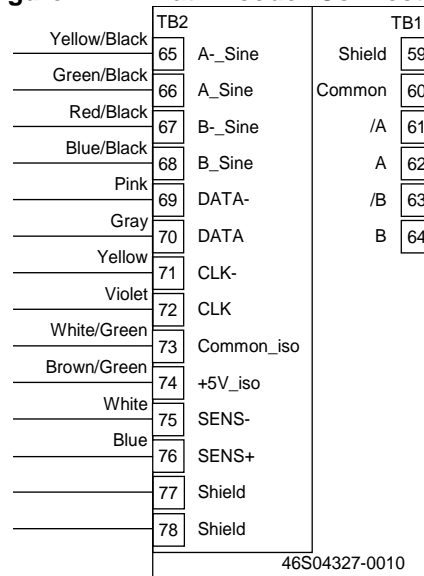 TB2 TB1
Yellow/Black 65 A-_Sine Shield 59
Green/Black 66 A_Sine Common 60
Red/Black 67 B-_Sine /A 61
Blue/Black 68 B_Sine A 62
Pink 69 DATA- /B 63
Gray 70 DATA B 64
Yellow 71 CLK-
Violet 72 CLK
White/Green 73 Common_iso
Brown/Green 74 +5V_iso
White 75 SENS-
Blue 76 SENS+
77 Shield
78 Shield
46S04327-0010